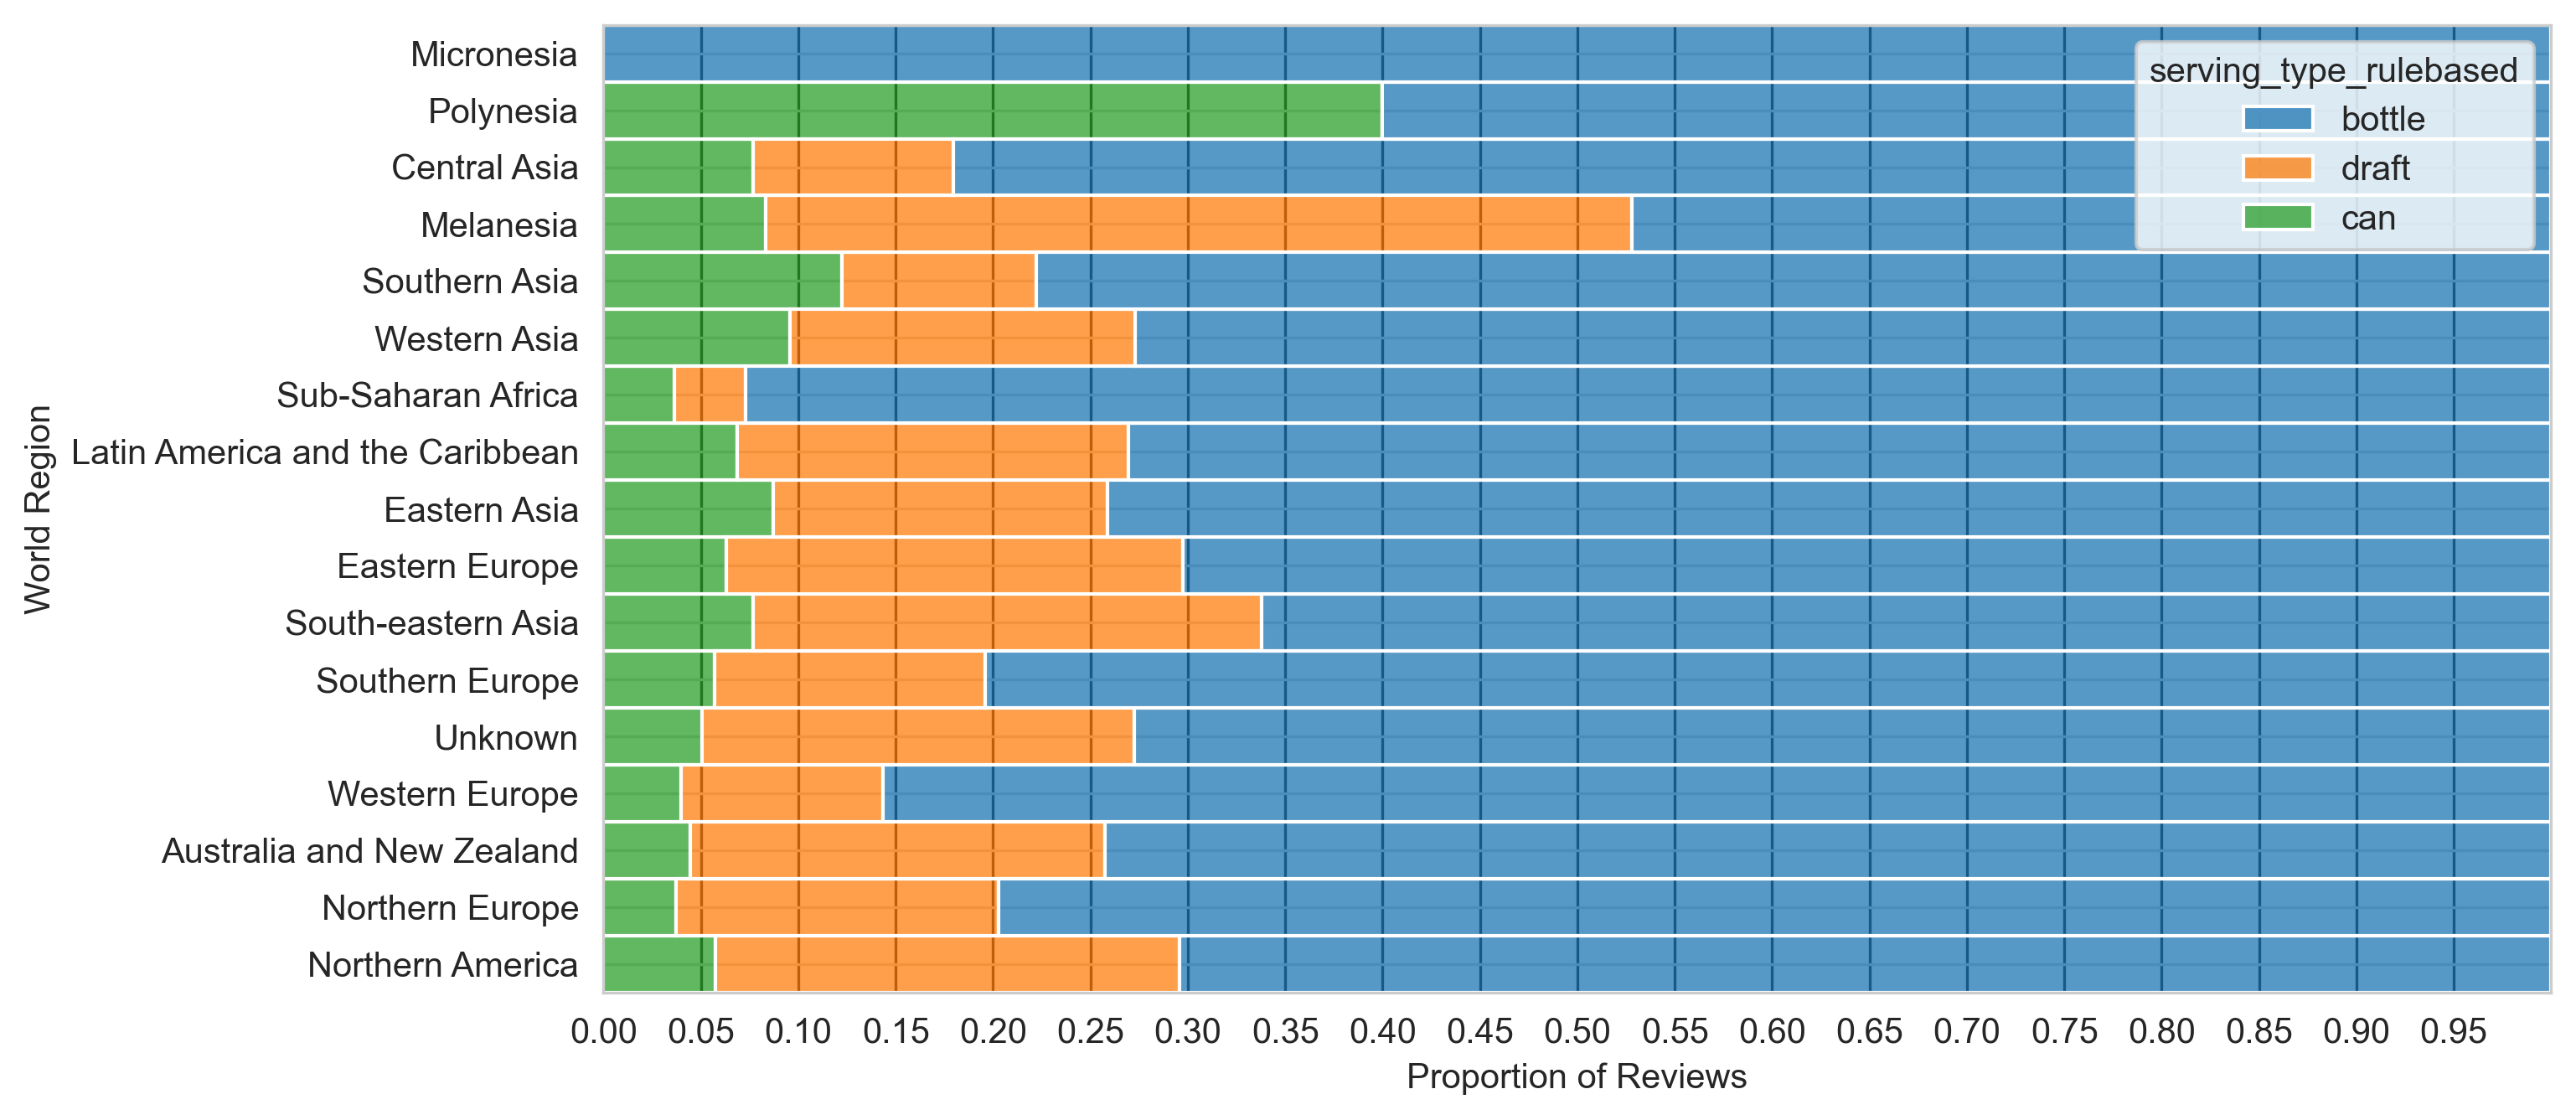 serving_type_rulebased
bottle
draft
can
World Region
Micronesia
Polynesia
Central Asia
Melanesia
Southern Asia
Western Asia
Sub-Saharan Africa
Latin America and the Caribbean
Eastern Asia
Eastern Europe
South-eastern Asia
Southern Europe
Unknown
Western Europe
Australia and New Zealand
Northern Europe
Northern America
0.00 0.05 0.10 0.15 0.20 0.25 0.30 0.35 0.40 0.45 0.50 0.55 0.60 0.65 0.70 0.75 0.80 0.85 0.90 0.95
Proportion of Reviews